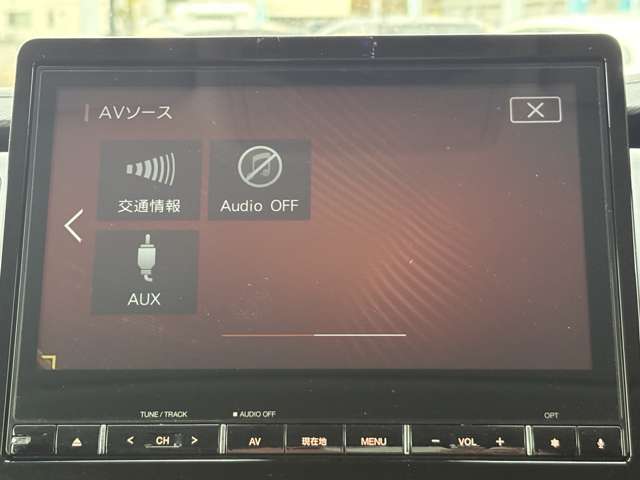 AVソース
交通情報
Audio OFF
AUX
TUNE / TRACK
■ AUDIO OFF
OPT
< CH >
AV
現在地
MENU
− VOL +